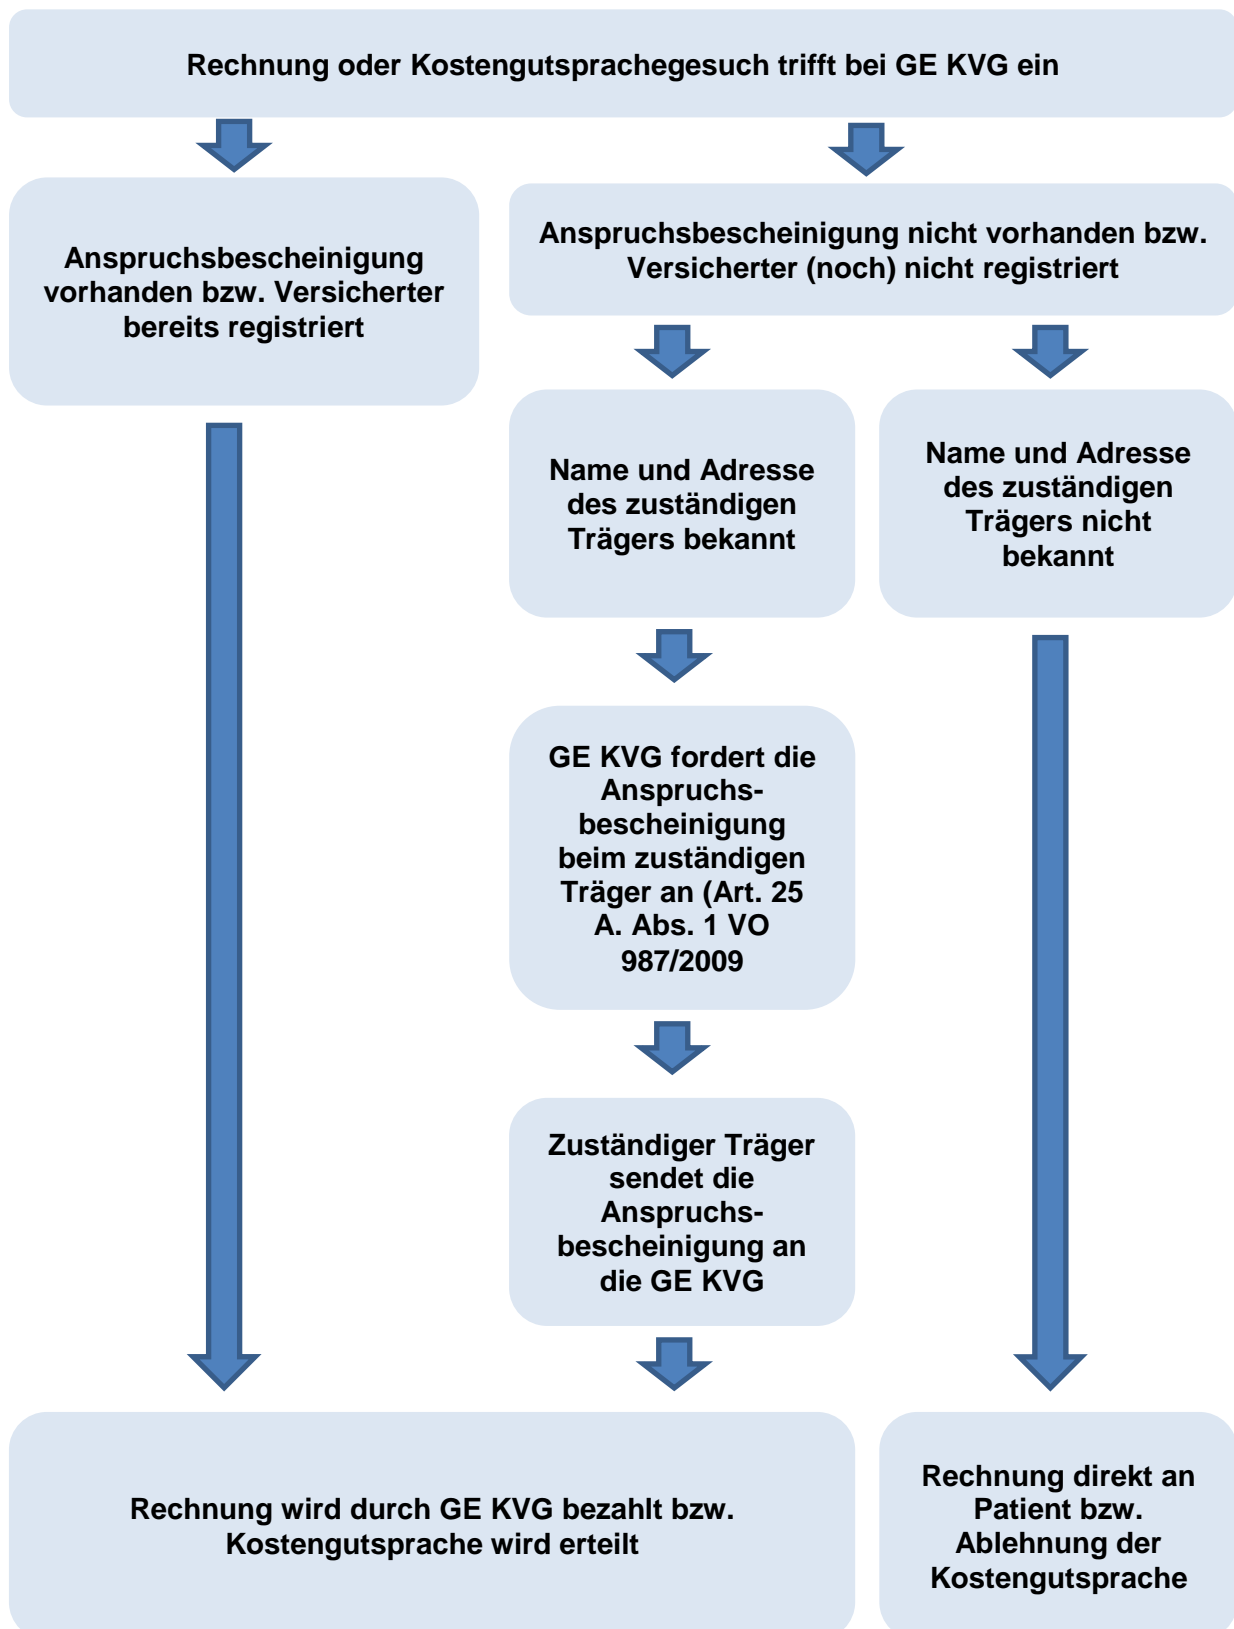 Rechnung oder Kostengutsprachegesuch trifft bei GE KVG ein
Anspruchsbescheinigung
vorhanden bzw. Versicherter
bereits registriert
Anspruchsbescheinigung nicht vorhanden bzw.
Versicherter (noch) nicht registriert
Name und Adresse
des zuständigen
Trägers bekannt
Name und Adresse
des zuständigen
Trägers nicht
bekannt
GE KVG fordert die
Anspruchs-
bescheinigung
beim zuständigen
Träger an (Art. 25
A. Abs. 1 VO
987/2009
Zuständiger Träger
sendet die
Anspruchs-
bescheinigung an
die GE KVG
Rechnung wird durch GE KVG bezahlt bzw.
Kostengutsprache wird erteilt
Rechnung direkt an
Patient bzw.
Ablehnung der
Kostengutsprache